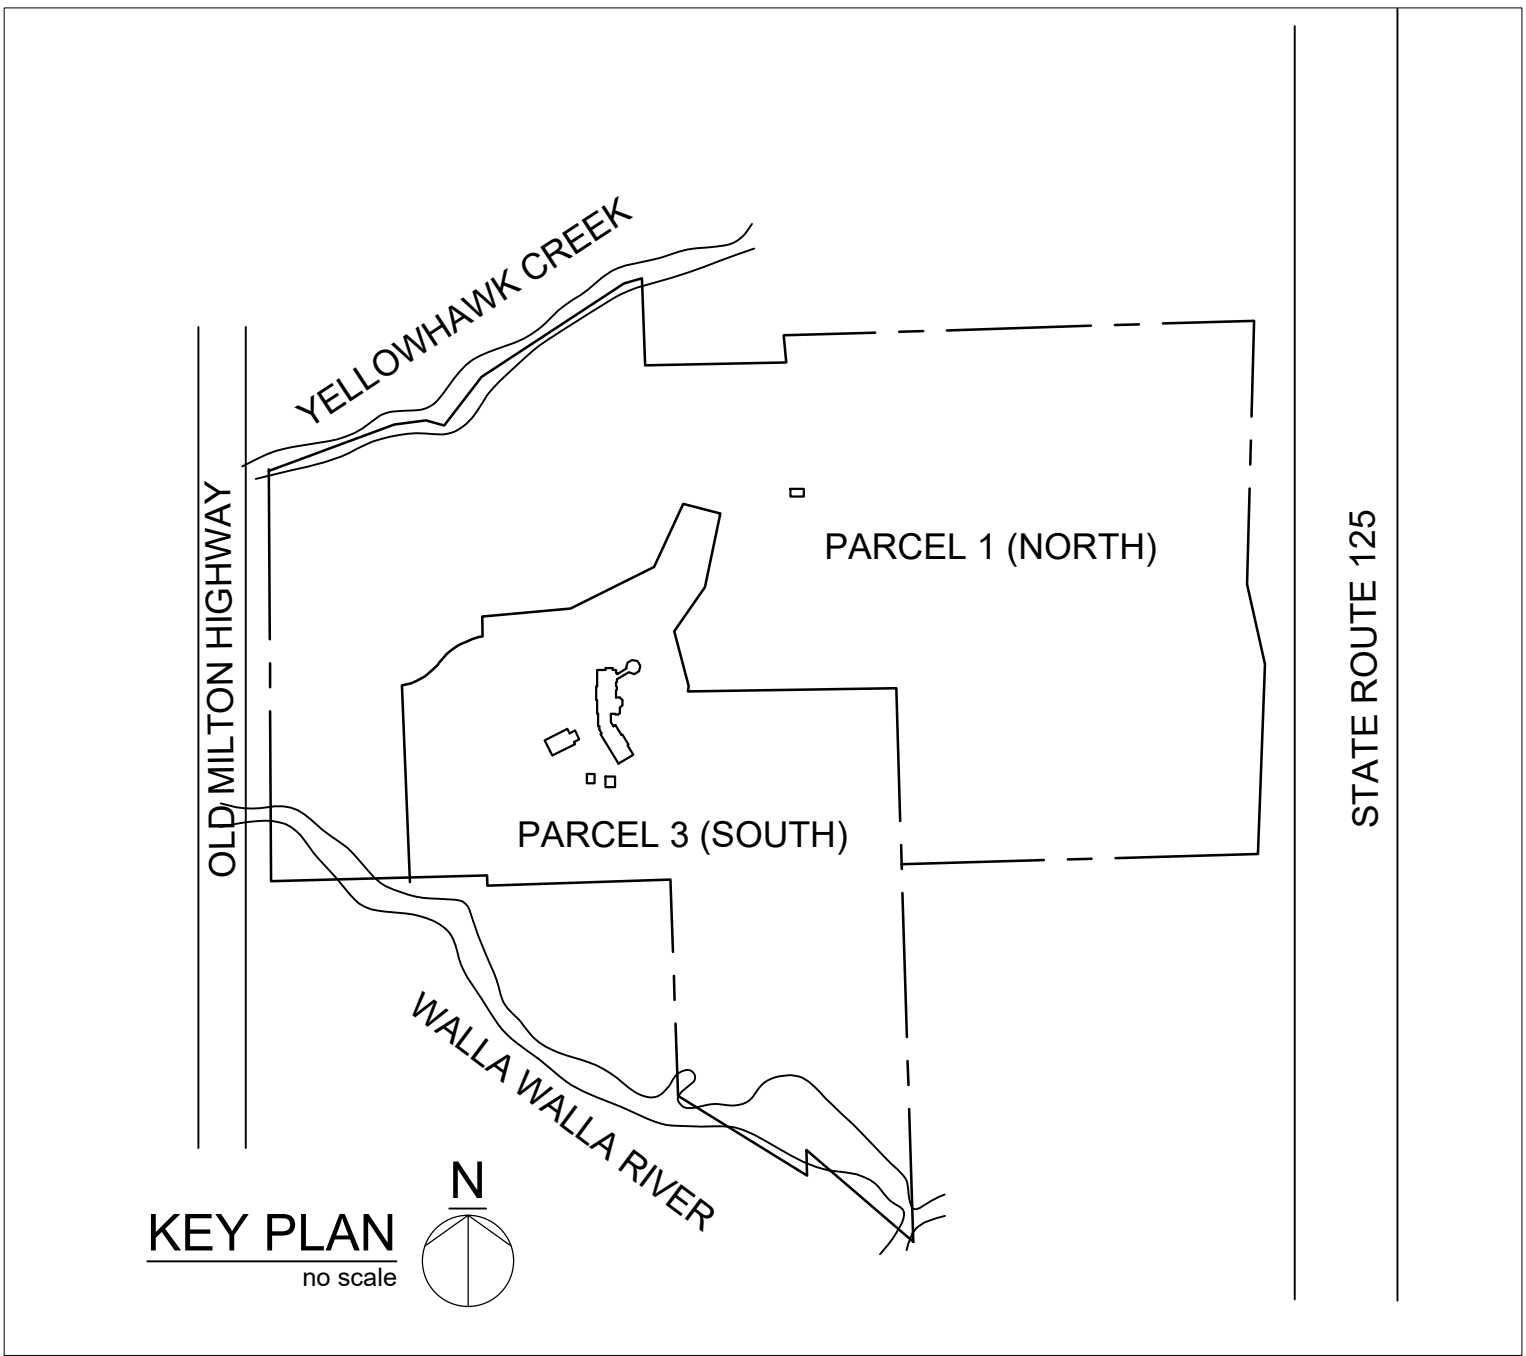 YELLOWHAWK CREEK
OLD MILTON HIGHWAY
PARCEL 1 (NORTH)
STATE ROUTE 125
PARCEL 3 (SOUTH)
WALLA WALLA RIVER
N
KEY PLAN
no scale